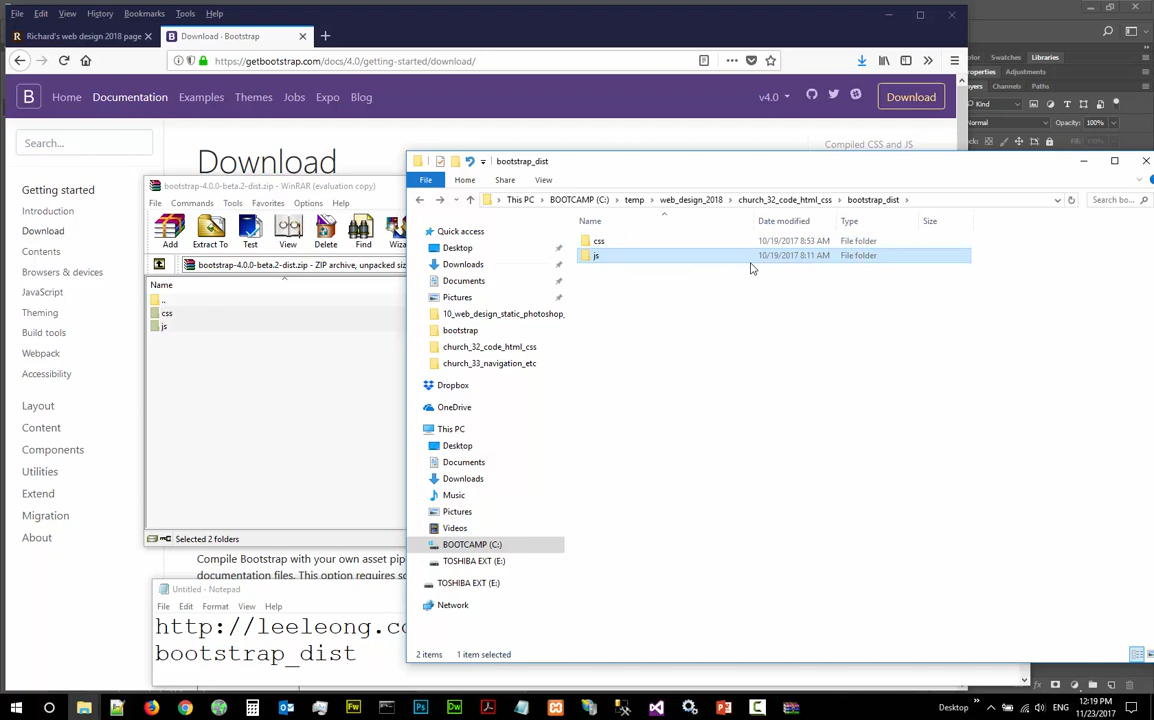 File Edit View History Bookmarks Tools Help
Richard's web design 2018 page
Download · Bootstrap
https://getbootstrap.com/docs/4.0/getting-started/download/
B Home Documentation Examples Themes Jobs Expo Blog v4.0 Download
Search...
Getting started
Introduction
Download
Contents
Browsers & devices
JavaScript
Theming
Build tools
Webpack
Accessibility
Layout
Content
Components
Utilities
Extend
Migration
About
Download
Compiled CSS and JS
Compile Bootstrap with your own asset pip
documentation files. This option requires so
bootstrap-4.0.0-beta.2-dist.zip - WinRAR (evaluation copy)
File Commands Tools Favorites Options Help
Add Extract To Test View Delete Find Wiza
bootstrap-4.0.0-beta.2-dist.zip - ZIP archive, unpacked siz
Name
..
css
js
Selected 2 folders
Untitled - Notepad
File Edit Format View Help
http://leeleong.co
bootstrap_dist
bootstrap_dist
File Home Share View
This PC BOOTCAMP (C:) temp web_design_2018 church_32_code_html_css bootstrap_dist
Search bo...
Name Date modified Type Size
css 10/19/2017 8:53 AM File folder
js 10/19/2017 8:11 AM File folder
Quick access
Desktop
Downloads
Documents
Pictures
10_web_design_static_photoshop_
bootstrap
church_32_code_html_css
church_33_navigation_etc
Dropbox
OneDrive
This PC
Desktop
Documents
Downloads
Music
Pictures
Videos
BOOTCAMP (C:)
TOSHIBA EXT (E:)
TOSHIBA EXT (E:)
Network
2 items 1 item selected
Swatches Libraries
Adjustments
Channels Paths
Kind
Normal Opacity: 100%
Fw Ps Dw
Desktop
ENG
12:19 PM
11/23/2017